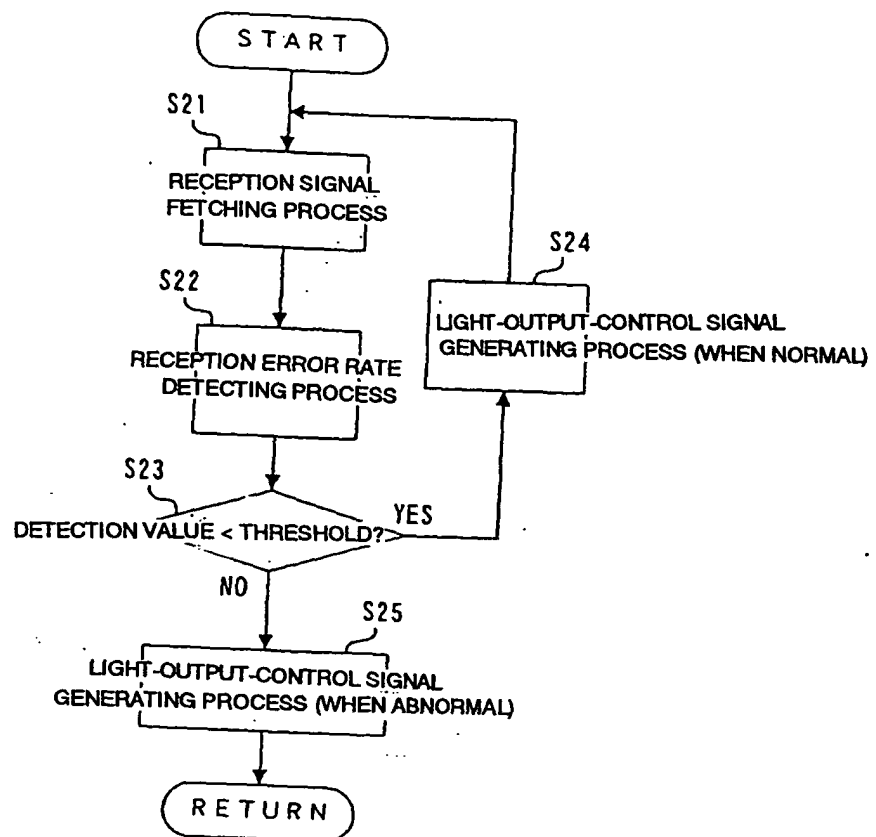 START
S21
RECEPTION SIGNAL
FETCHING PROCESS
S22
RECEPTION ERROR RATE
DETECTING PROCESS
S24
LIGHT-OUTPUT-CONTROL SIGNAL
GENERATING PROCESS (WHEN NORMAL)
S23
DETECTION VALUE < THRESHOLD?
YES
NO
S25
LIGHT-OUTPUT-CONTROL SIGNAL
GENERATING PROCESS (WHEN ABNORMAL)
RETURN